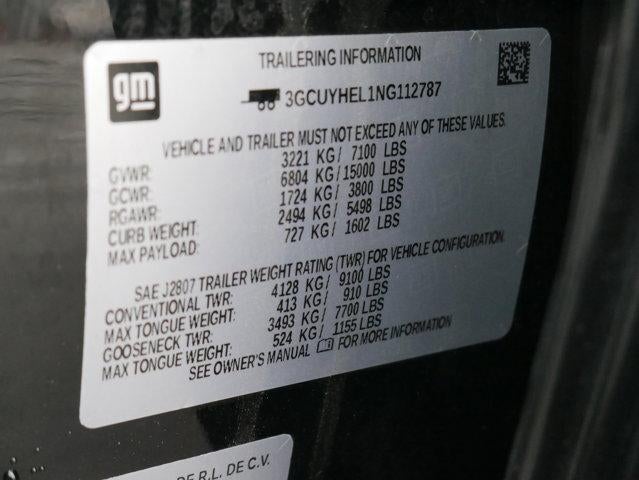 gm
TRAILERING INFORMATION
3GCUYHEL1NG112787
VEHICLE AND TRAILER MUST NOT EXCEED ANY OF THESE VALUES.
GVWR: 3221 KG/ 7100 LBS
GCWR: 6804 KG/15000 LBS
RGAWR: 1724 KG/ 3800 LBS
CURB WEIGHT: 2494 KG/ 5498 LBS
MAX PAYLOAD: 727 KG/ 1602 LBS
SAE J2807 TRAILER WEIGHT RATING (TWR) FOR VEHICLE CONFIGURATION.
CONVENTIONAL TWR: 4128 KG/ 9100 LBS
MAX TONGUE WEIGHT: 413 KG/ 910 LBS
GOOSENECK TWR: 3493 KG/ 7700 LBS
MAX TONGUE WEIGHT: 524 KG/ 1155 LBS
SEE OWNER'S MANUAL FOR MORE INFORMATION
DE R.L. DE C.V.